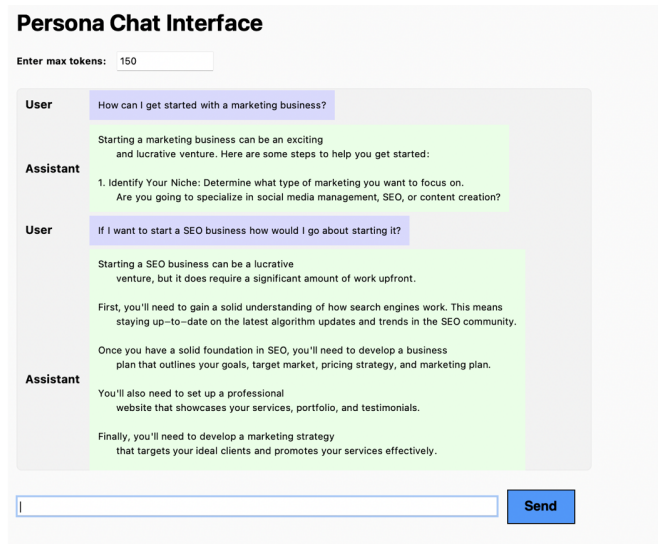 Persona Chat Interface
Enter max tokens: 150
User How can I get started with a marketing business?
Starting a marketing business can be an exciting
and lucrative venture. Here are some steps to help you get started:
Assistant
1. Identify Your Niche: Determine what type of marketing you want to focus on.
Are you going to specialize in social media management, SEO, or content creation?
User If I want to start a SEO business how would I go about starting it?
Starting a SEO business can be a lucrative
venture, but it does require a significant amount of work upfront.
First, you'll need to gain a solid understanding of how search engines work. This means
staying up-to-date on the latest algorithm updates and trends in the SEO community.
Once you have a solid foundation in SEO, you'll need to develop a business
plan that outlines your goals, target market, pricing strategy, and marketing plan.
Assistant
You'll also need to set up a professional
website that showcases your services, portfolio, and testimonials.
Finally, you'll need to develop a marketing strategy
that targets your ideal clients and promotes your services effectively.
Send